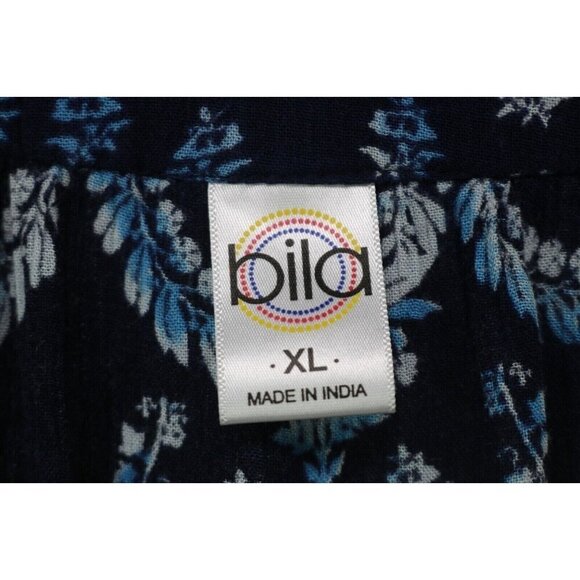 bila
· XL ·
MADE IN INDIA